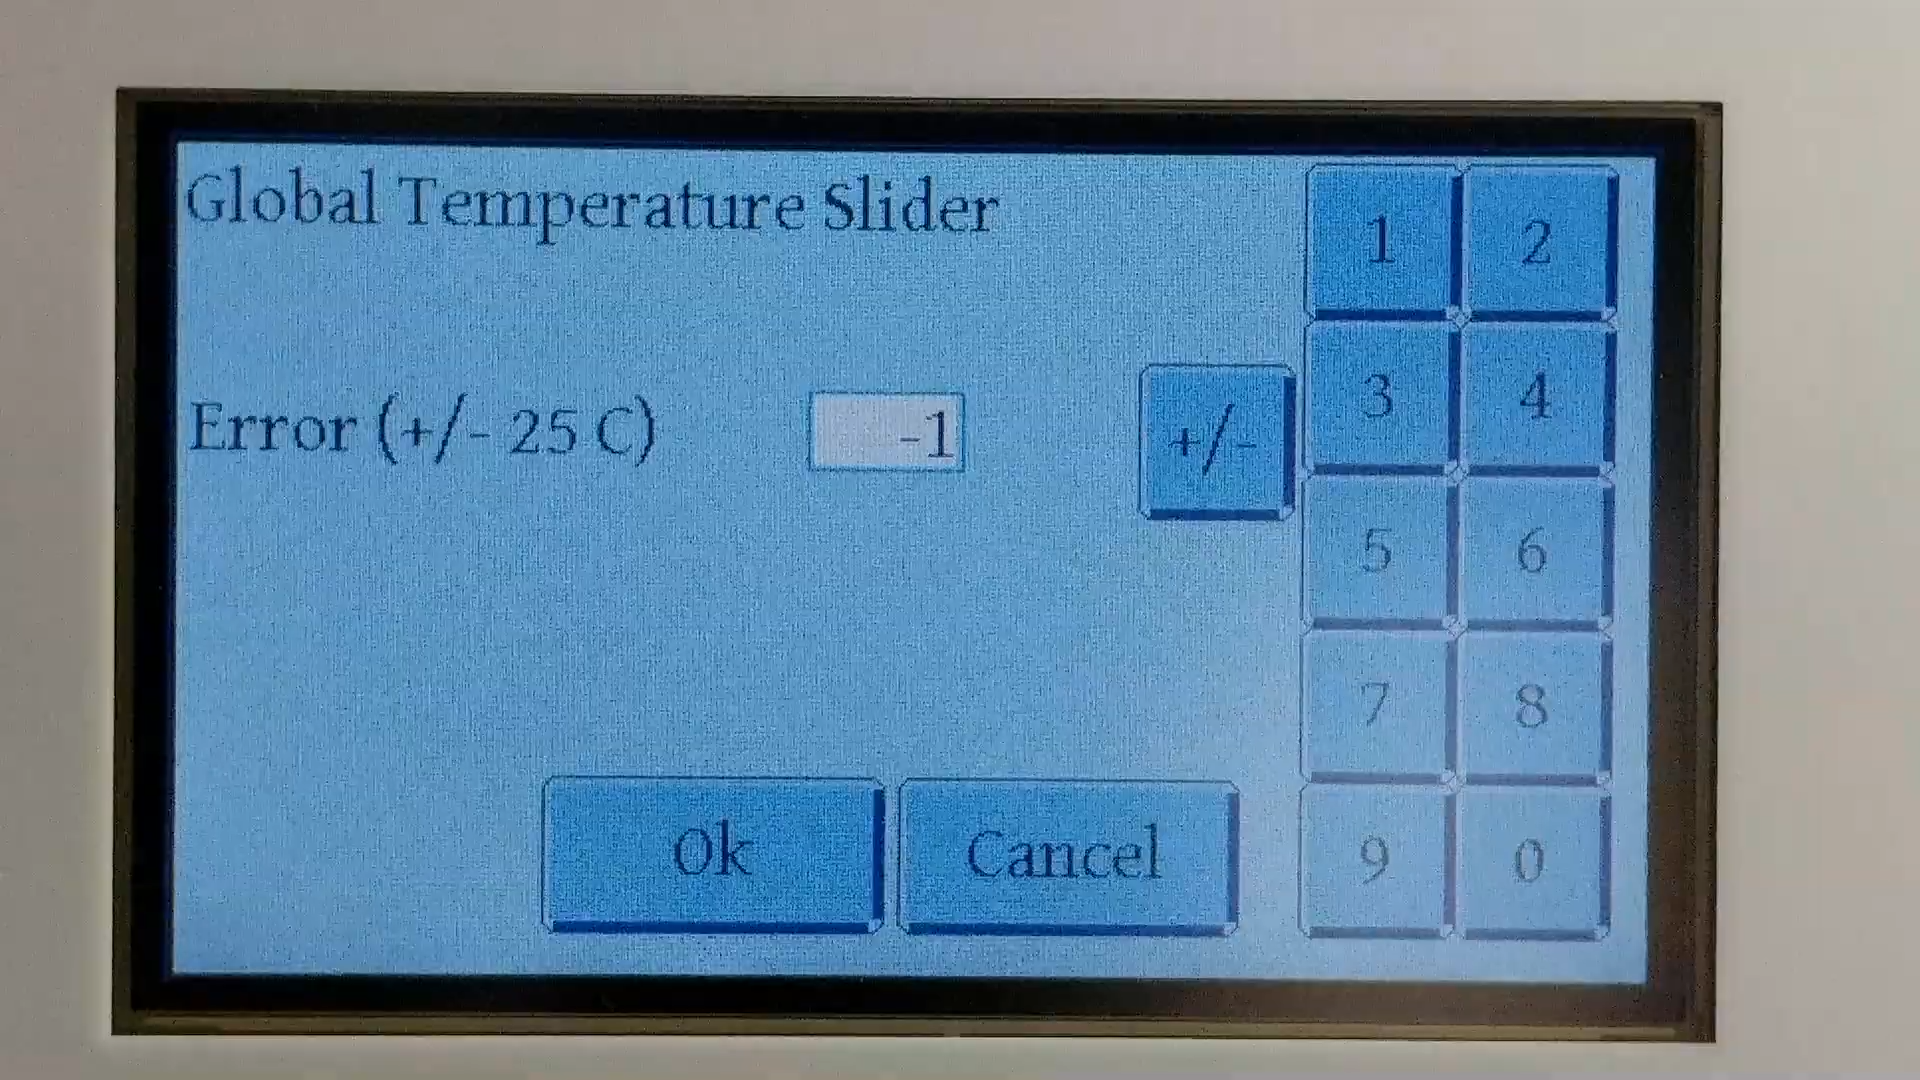 Global Temperature Slider
1 2
3 4
Error (+/- 25 C) -1 +/-
5 6
7 8
Ok Cancel 9 0